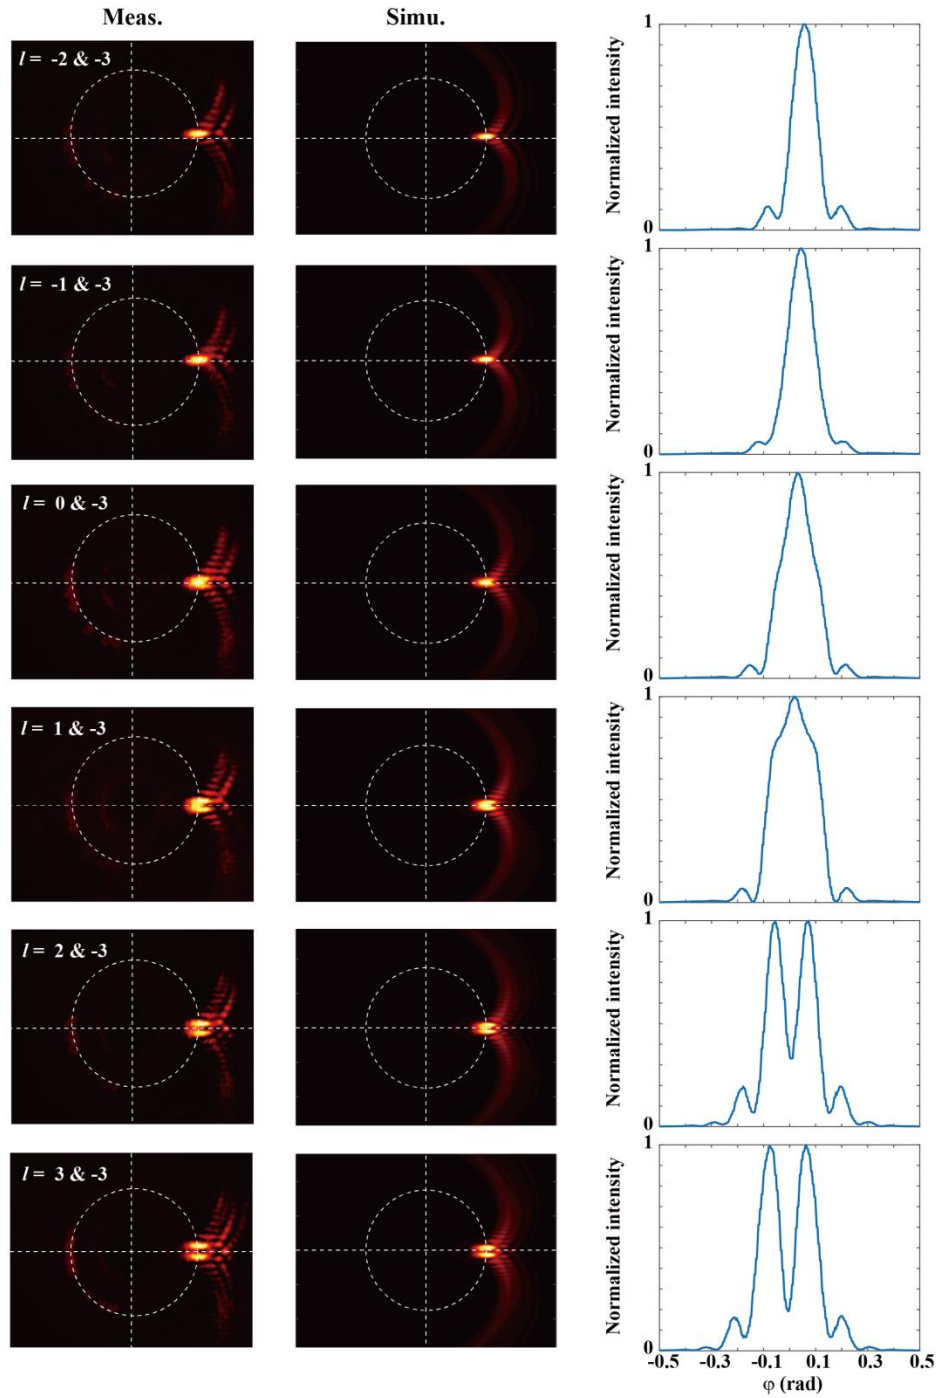 Meas.
Simu.
l = -2 & -3
Normalized intensity
1
0
l = -1 & -3
Normalized intensity
1
0
l = 0 & -3
Normalized intensity
1
0
l = 1 & -3
Normalized intensity
1
0
l = 2 & -3
Normalized intensity
1
0
l = 3 & -3
Normalized intensity
1
0
-0.5 -0.3 -0.1 0.1 0.3 0.5
φ (rad)